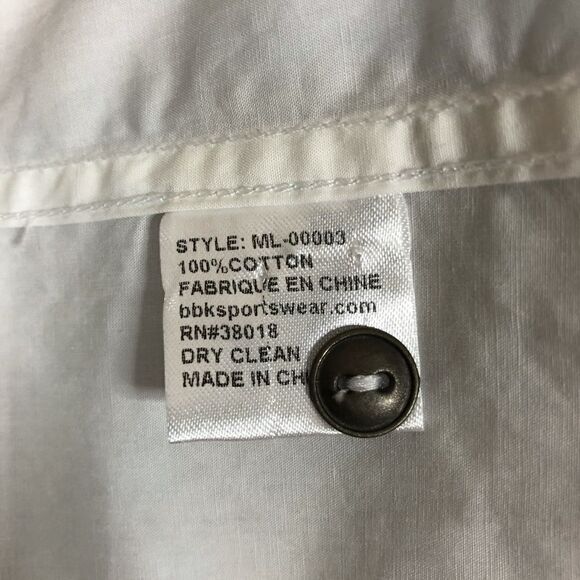 STYLE: ML-00003
100%COTTON
FABRIQUE EN CHINE
bbksportswear.com
RN#38018
DRY CLEAN
MADE IN CH